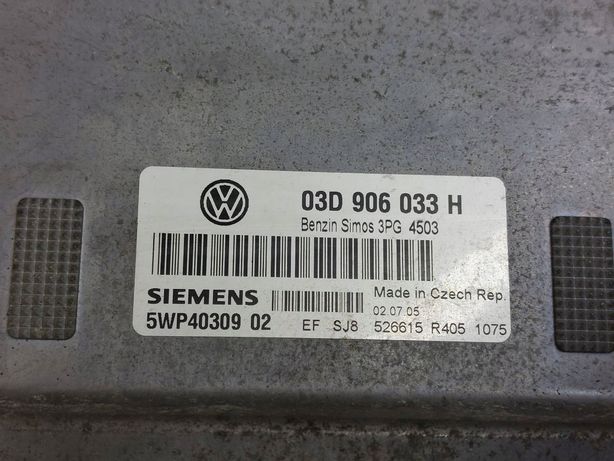 03D 906 033 H
Benzin Simos 3PG 4503
SIEMENS
Made in Czech Rep.
02.07.05
5WP40309 02
EF SJ8 526615 R405 1075